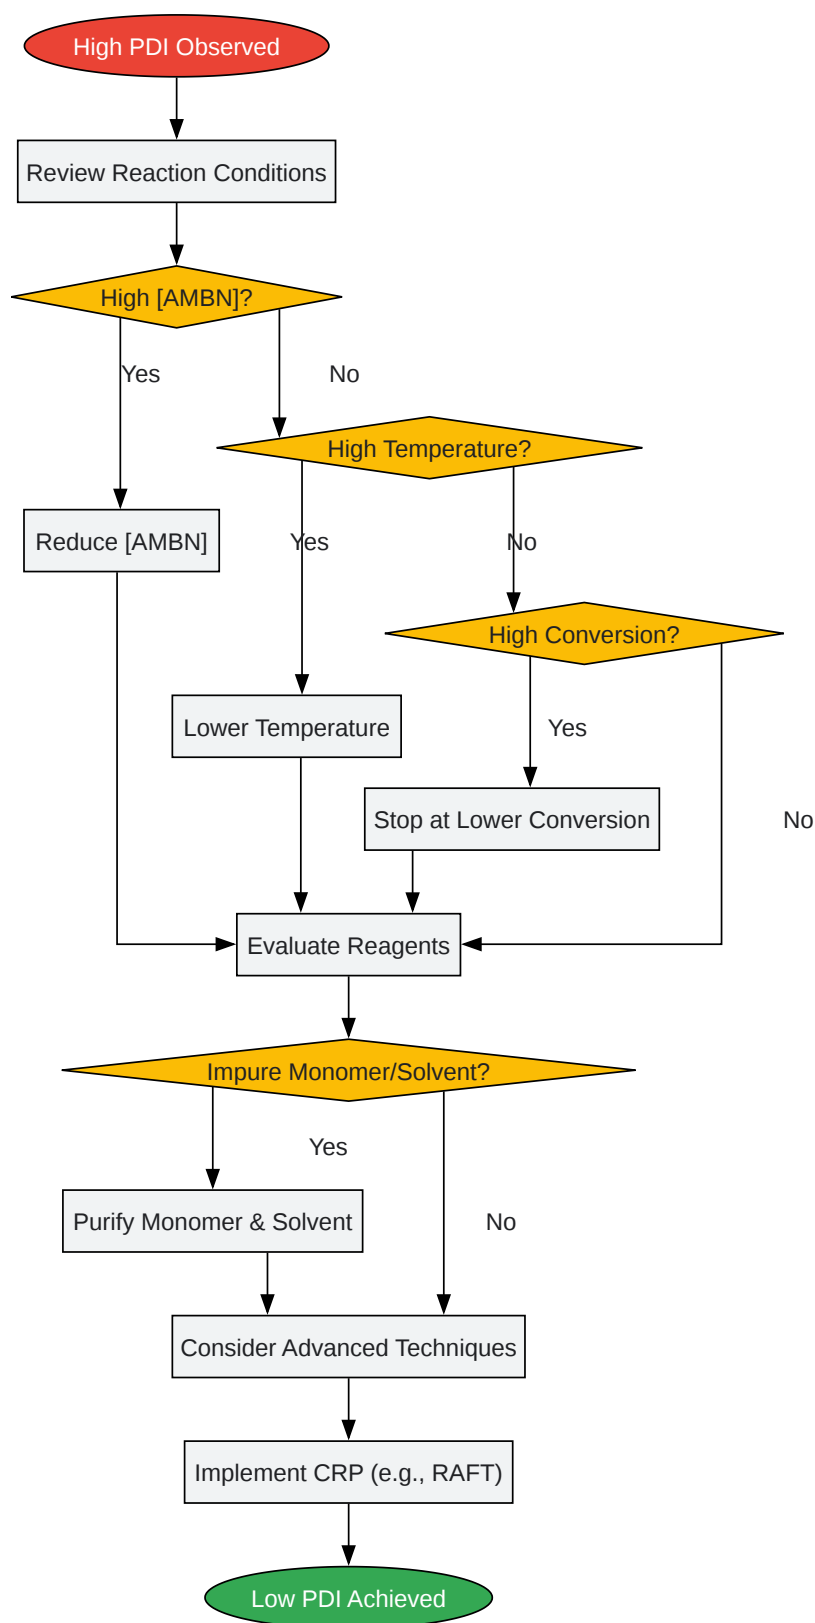 High PDI Observed
Review Reaction Conditions
High [AMBN]?
Yes
No
High Temperature?
Reduce [AMBN]
Yes
No
High Conversion?
Lower Temperature
Yes
Stop at Lower Conversion
No
Evaluate Reagents
Impure Monomer/Solvent?
Yes
Purify Monomer & Solvent
No
Consider Advanced Techniques
Implement CRP (e.g., RAFT)
Low PDI Achieved